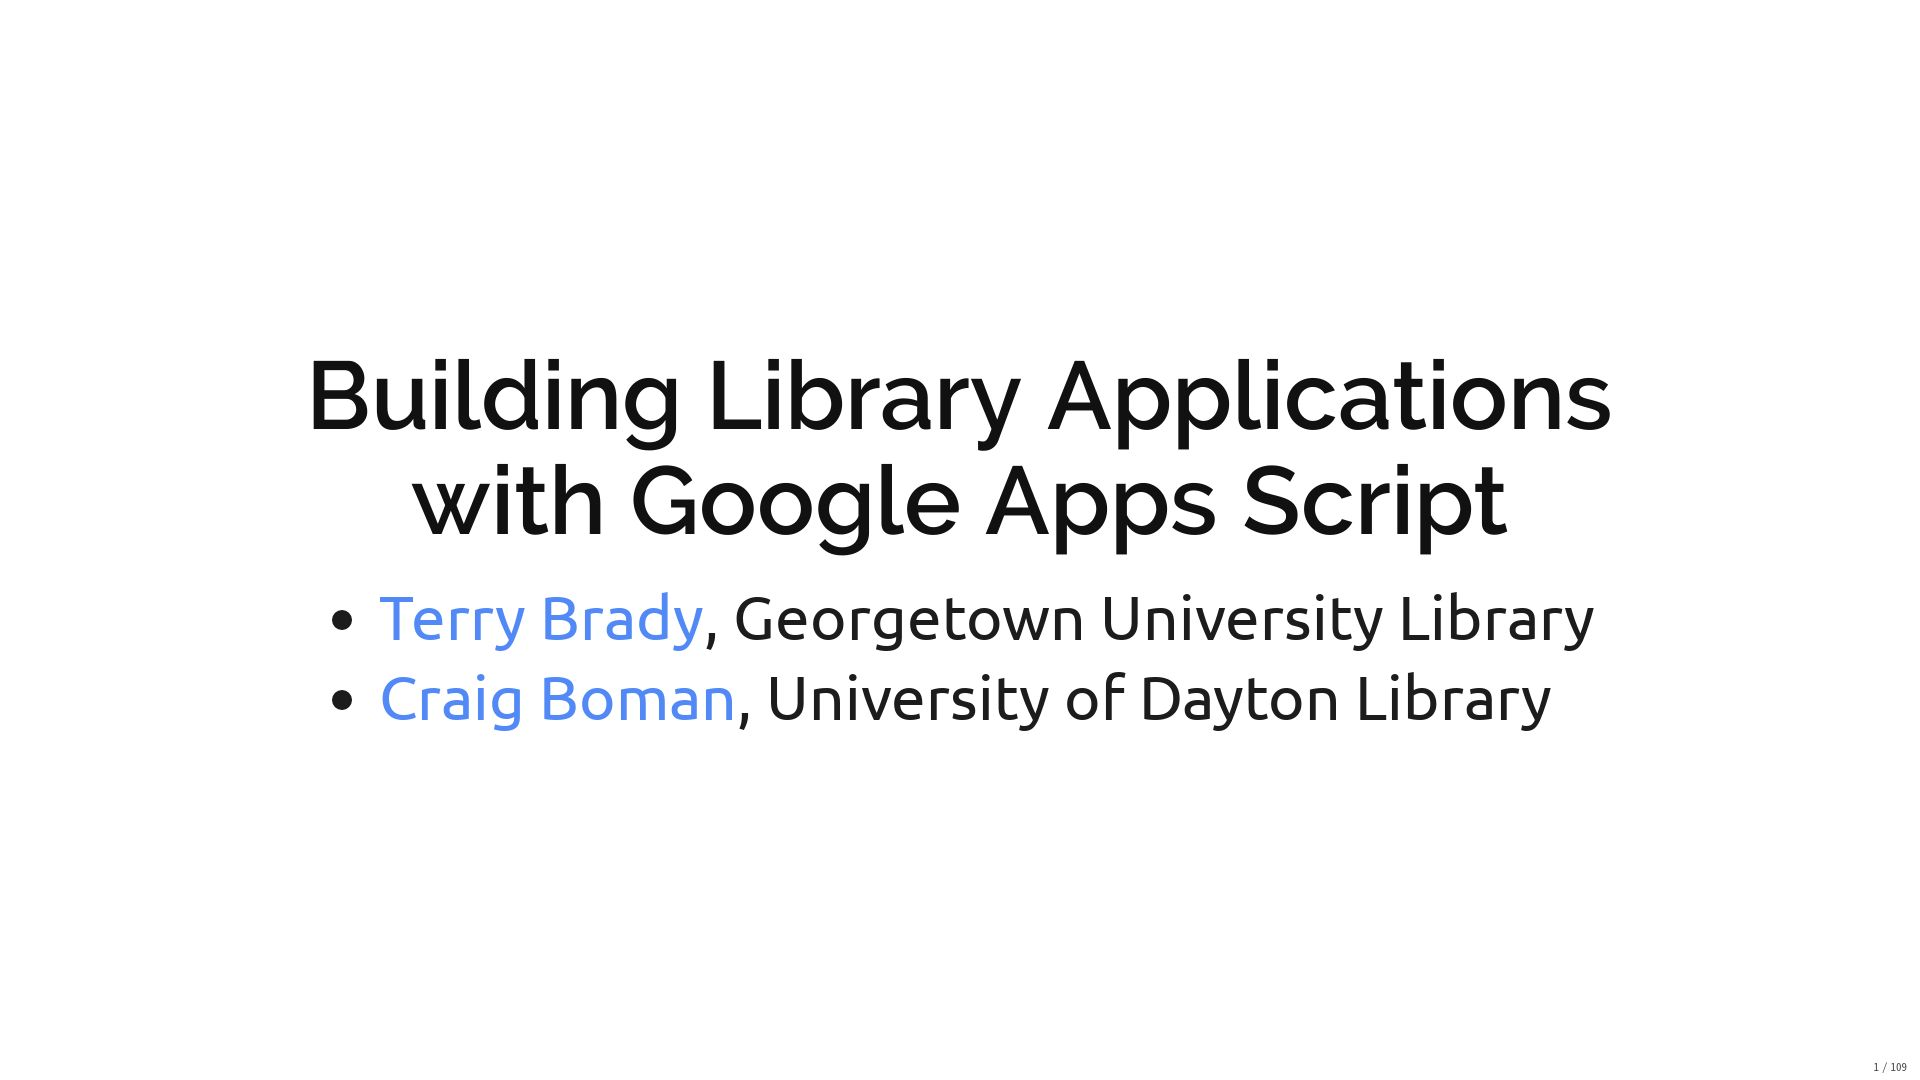 Building Library Applications
with Google Apps Script
• Terry Brady, Georgetown University Library
• Craig Boman, University of Dayton Library
1 / 109